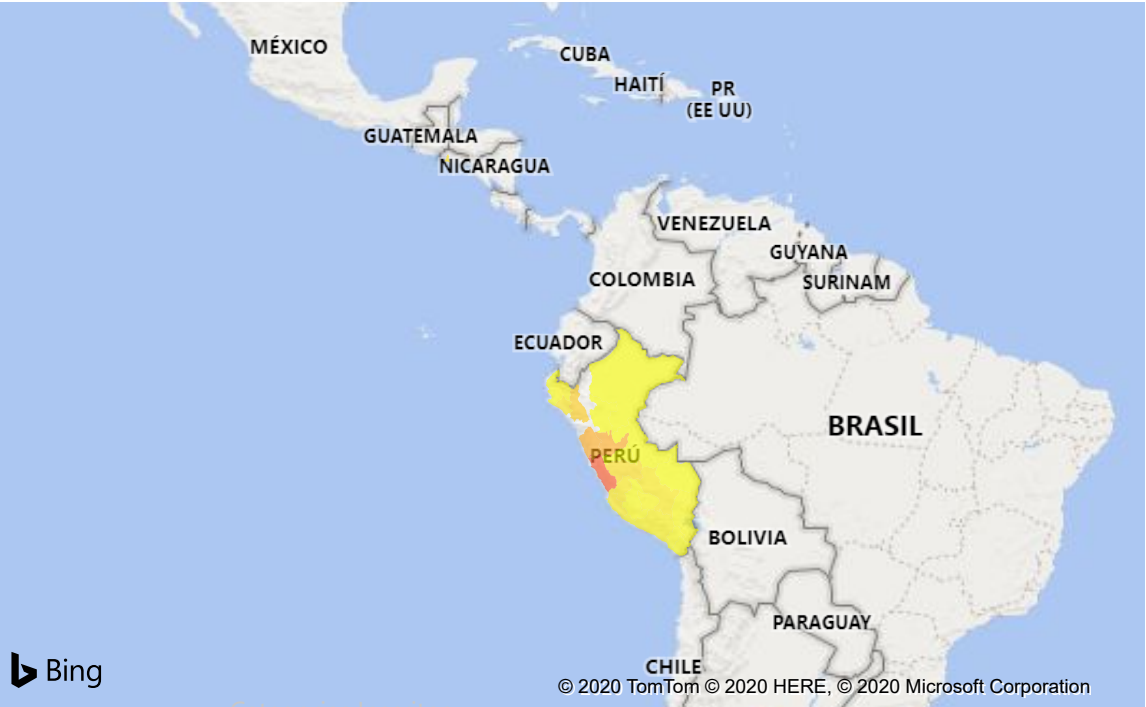 MÉXICO
CUBA
HAITÍ
PR
(EE UU)
GUATEMALA
NICARAGUA
VENEZUELA
GUYANA
SURINAM
COLOMBIA
ECUADOR
BRASIL
PERÚ
BOLIVIA
PARAGUAY
CHILE
Bing
© 2020 TomTom © 2020 HERE, © 2020 Microsoft Corporation